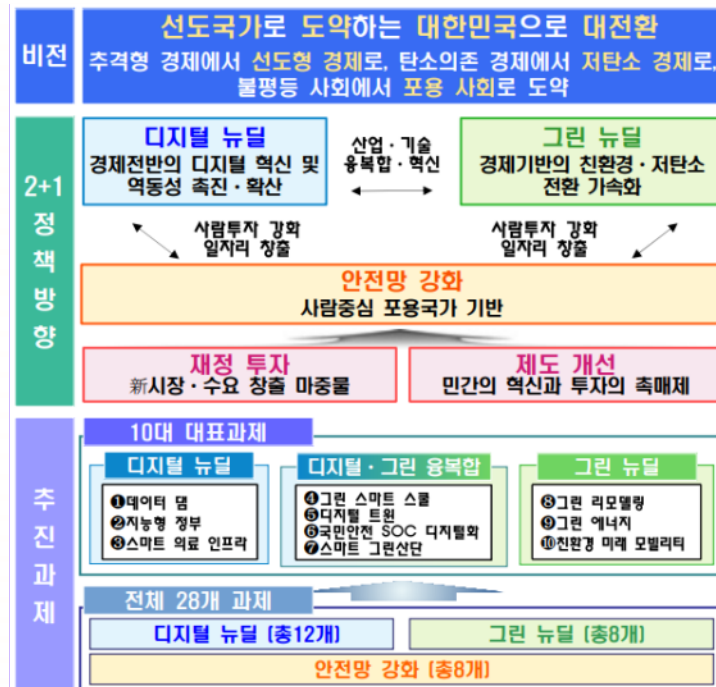 비전
선도국가로 도약하는 대한민국으로 대전환
추격형 경제에서 선도형 경제로, 탄소의존 경제에서 저탄소 경제로,
불평등 사회에서 포용 사회로 도약
2+1
정
책
방
향
디지털 뉴딜
경제전반의 디지털 혁신 및
역동성 촉진·확산
산업·기술
융복합·혁신
그린 뉴딜
경제기반의 친환경·저탄소
전환 가속화
사람투자 강화
일자리 창출
사람투자 강화
일자리 창출
안전망 강화
사람중심 포용국가 기반
재정 투자
新시장·수요 창출 마중물
제도 개선
민간의 혁신과 투자의 촉매제
추
진
과
제
10대 대표과제
디지털 뉴딜
❶데이터 댐
❷지능형 정부
❸스마트 의료 인프라
디지털·그린 융복합
❹그린 스마트 스쿨
❺디지털 트윈
❻국민안전 SOC 디지털화
❼스마트 그린산단
그린 뉴딜
❽그린 리모델링
❾그린 에너지
❿친환경 미래 모빌리티
전체 28개 과제
디지털 뉴딜 (총12개)
그린 뉴딜 (총8개)
안전망 강화 (총8개)